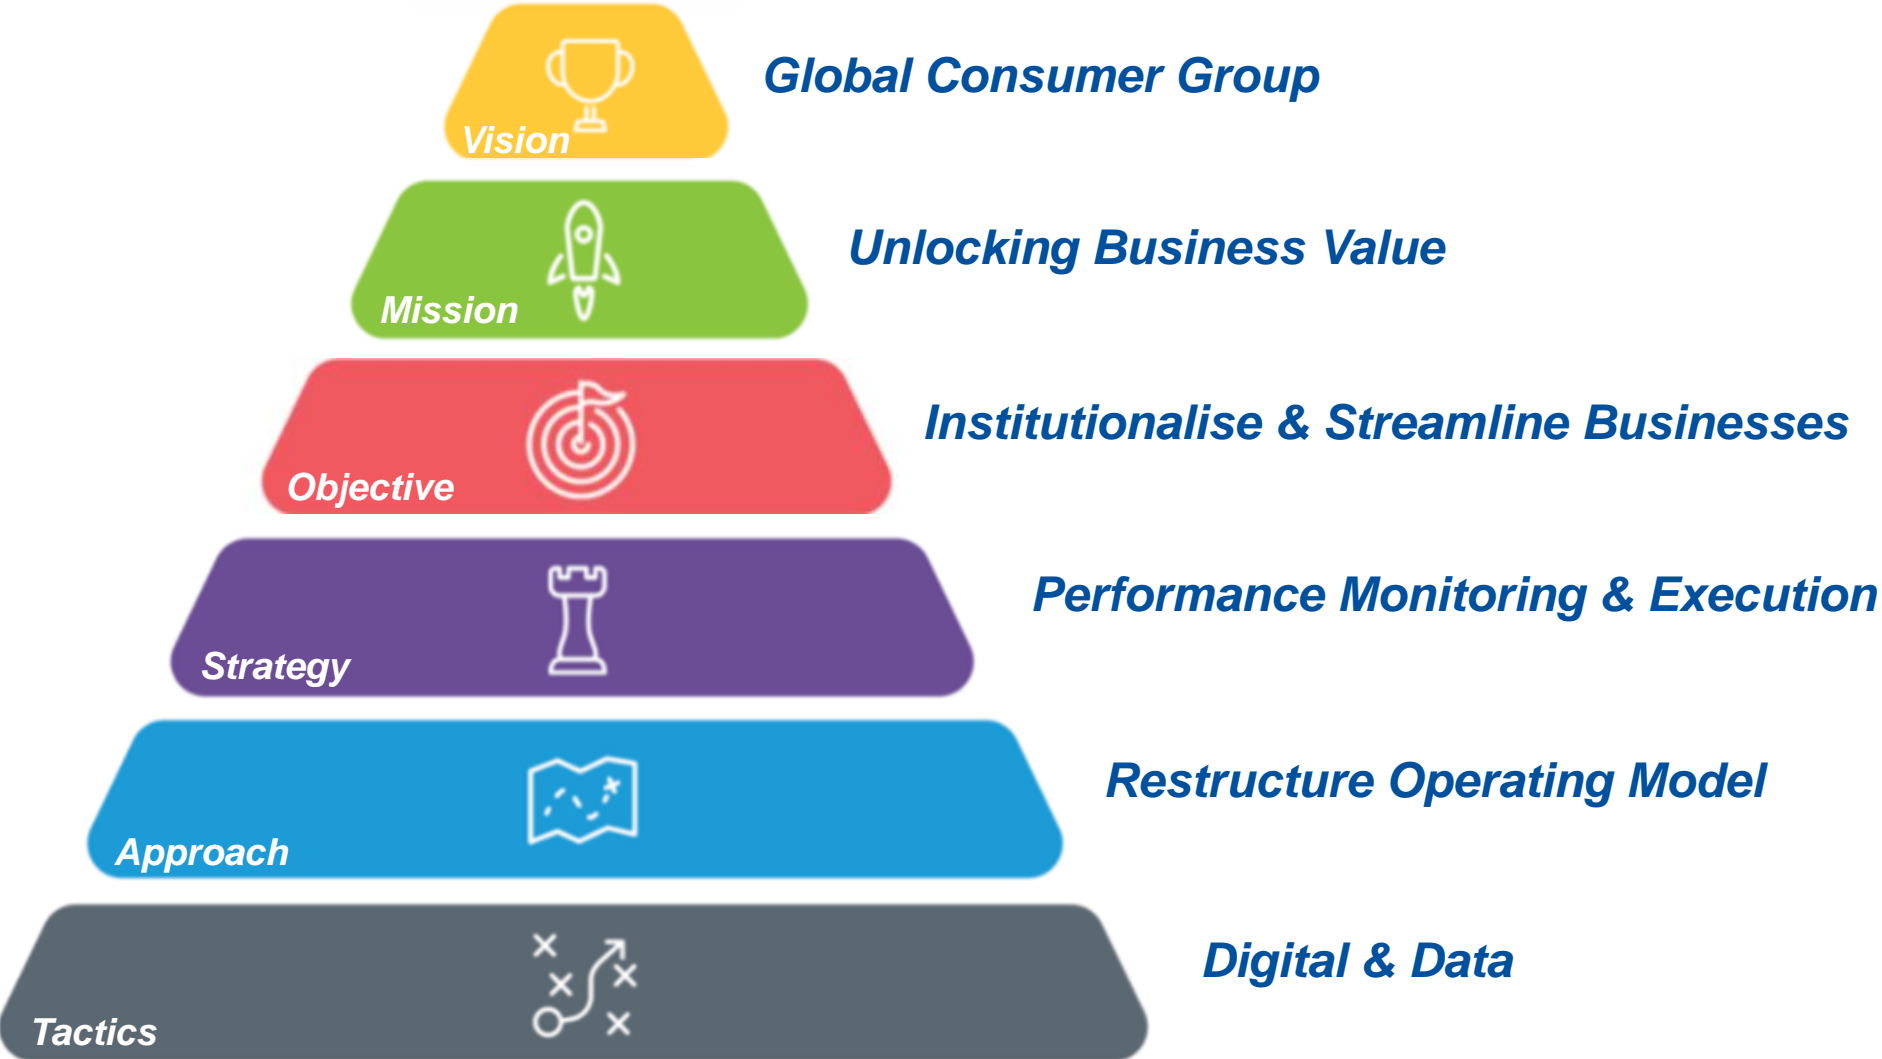 Global Consumer Group
Vision
Unlocking Business Value
Mission
Institutionalise & Streamline Businesses
Objective
Performance Monitoring & Execution
Strategy
Restructure Operating Model
Approach
Digital & Data
Tactics